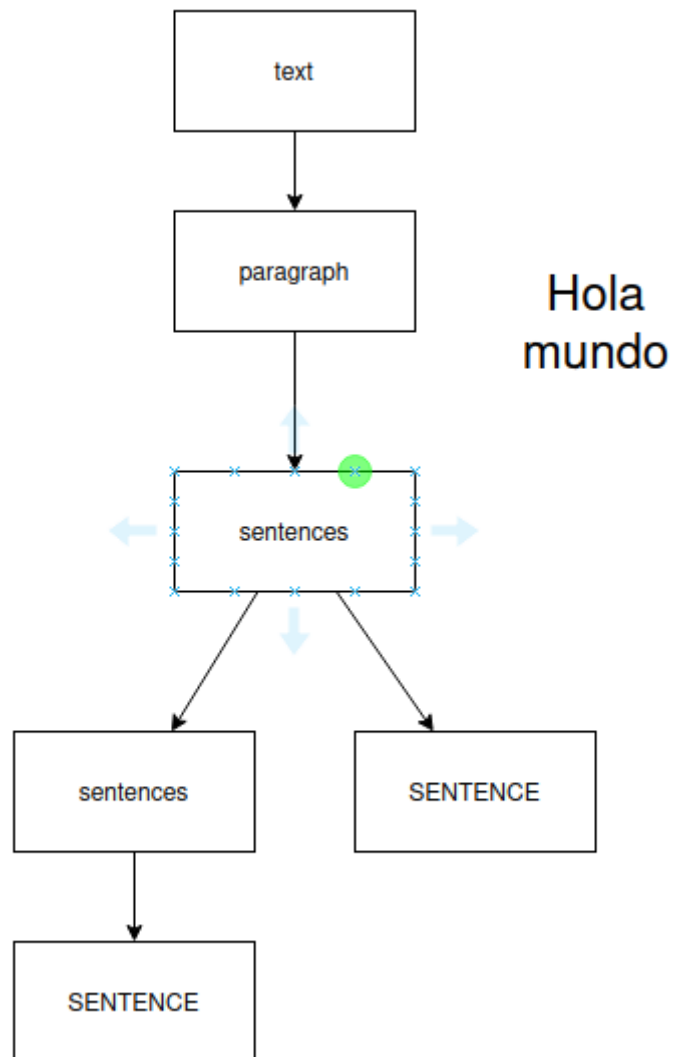 text
paragraph
Hola
mundo
sentences
sentences
SENTENCE
SENTENCE